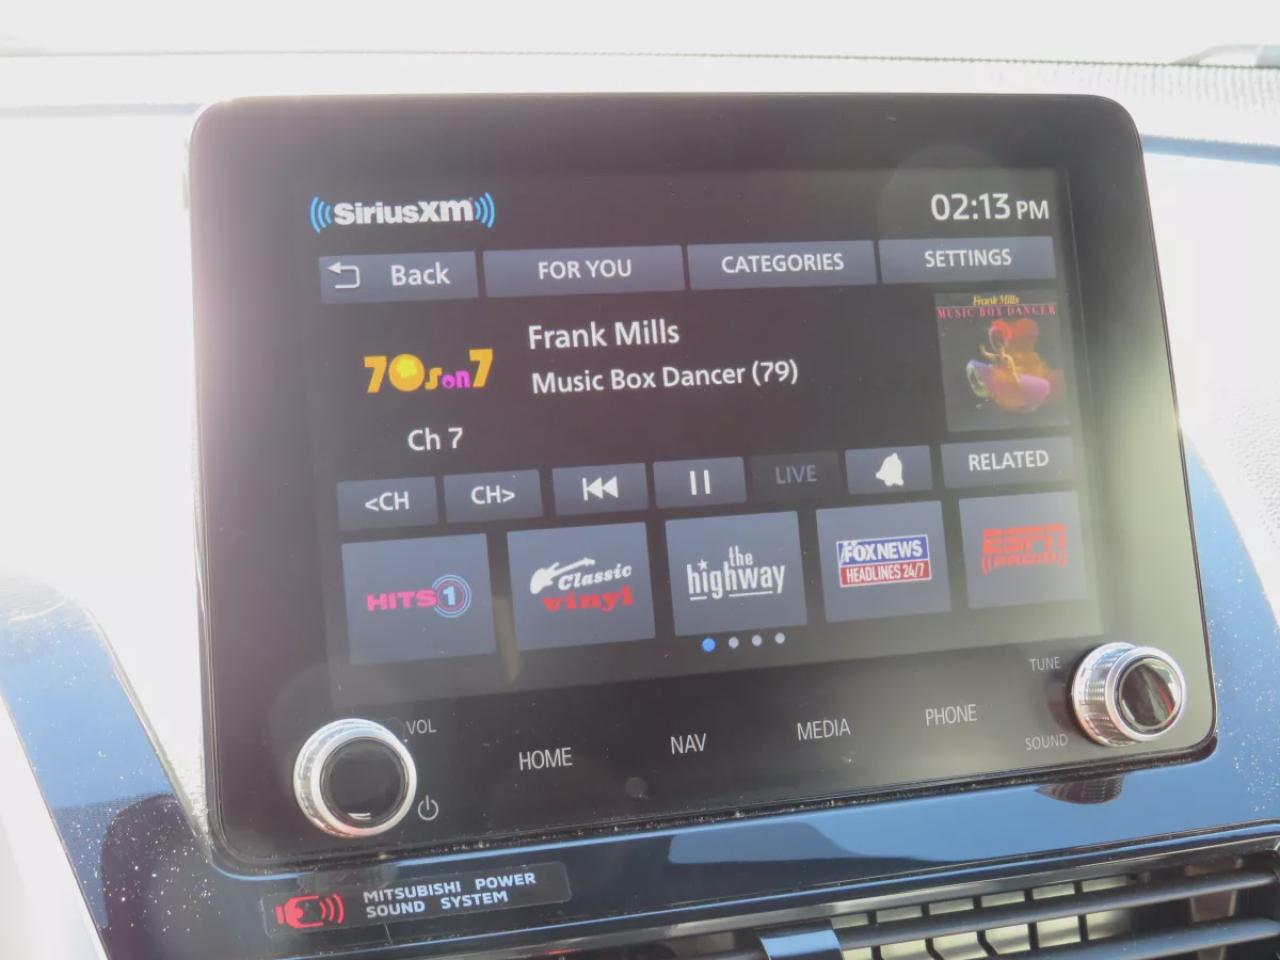 SiriusXM
02:13 PM
Back
FOR YOU
CATEGORIES
SETTINGS
70s on 7
Frank Mills
Music Box Dancer (79)
Frank Mills
MUSIC BOX DANCER
Ch 7
<CH
CH>
LIVE
RELATED
HITS 1
Classic
vinyl
the
highway
FOX NEWS
HEADLINES 24/7
ESPN
RADIO
VOL
HOME
NAV
MEDIA
PHONE
TUNE
SOUND
MITSUBISHI POWER
SOUND SYSTEM